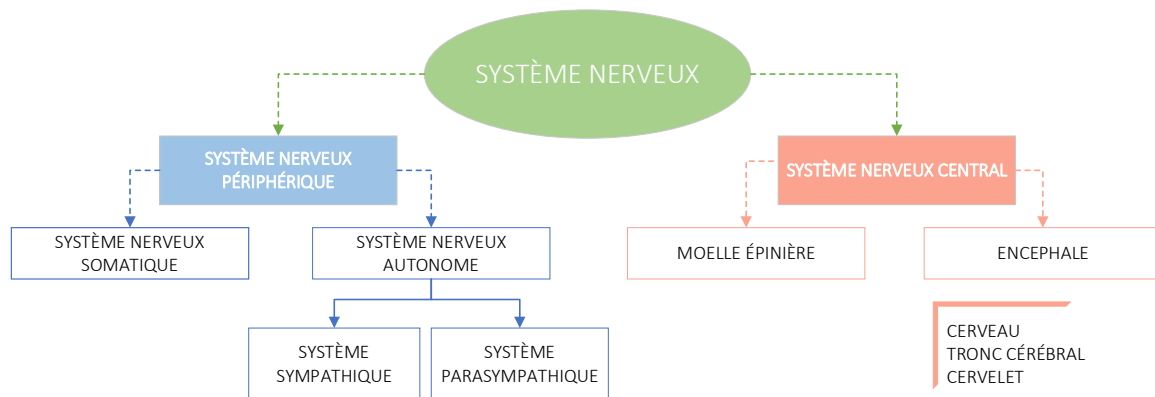 SYSTÈME NERVEUX
SYSTÈME NERVEUX
PÉRIPHÉRIQUE
SYSTÈME NERVEUX CENTRAL
SYSTÈME NERVEUX
SOMATIQUE
SYSTÈME NERVEUX
AUTONOME
MOELLE ÉPINIÈRE
ENCEPHALE
SYSTÈME
SYMPATHIQUE
SYSTÈME
PARASYMPATHIQUE
CERVEAU
TRONC CÉRÉBRAL
CERVELET